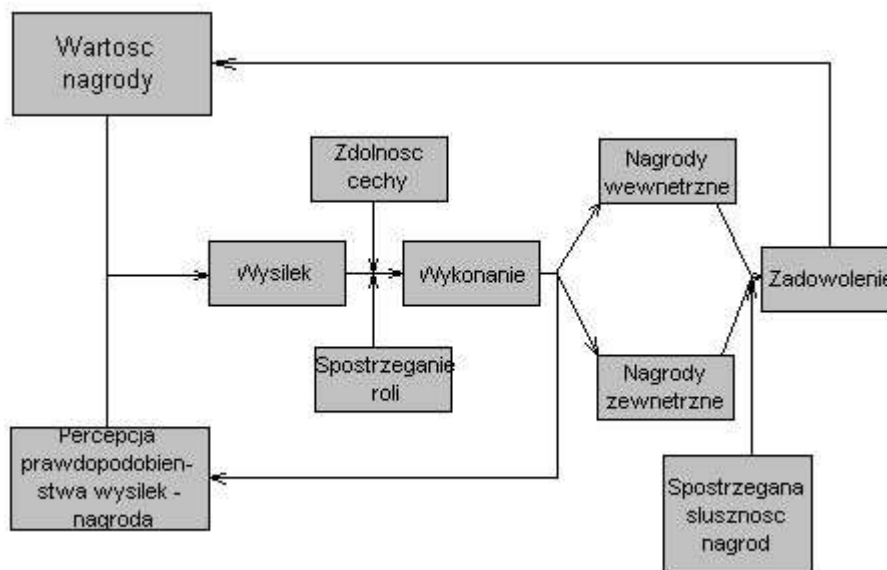 Wartosc
nagrody
Zdolnosc
cechy
Nagrody
wewnetrzne
Wysilek
Wykonanie
Zadowolenie
Spostrzeganie
roli
Nagrody
zewnetrzne
Percepcja
prawdopodobien-
stwa wysilek -
nagroda
Spostrzegana
slusznosc
nagrod